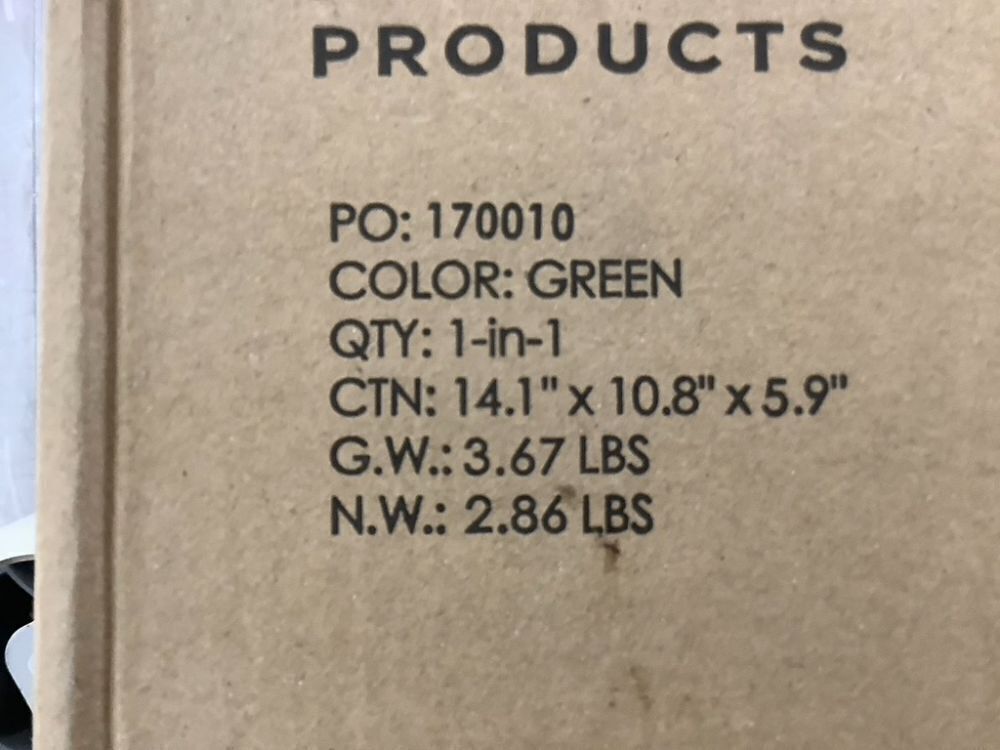 PRODUCTS
PO: 170010
COLOR: GREEN
QTY: 1-in-1
CTN: 14.1" x 10.8" x 5.9"
G.W.: 3.67 LBS
N.W.: 2.86 LBS